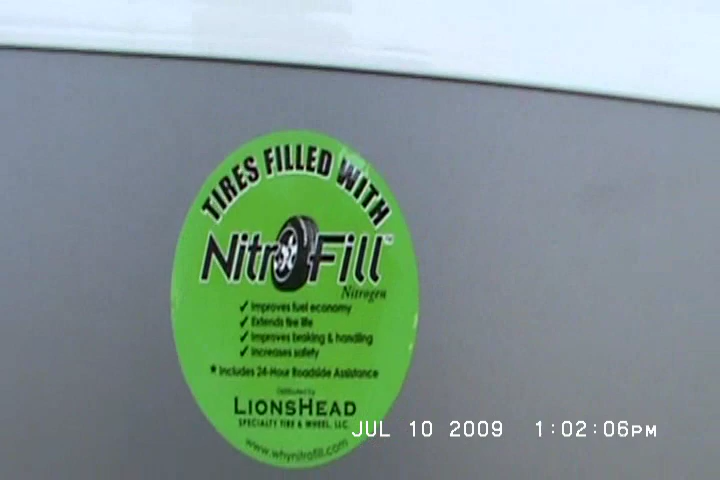 TIRES FILLED WITH
NitroFill™
Nitrogen
✓ Improves fuel economy
✓ Extends tire life
✓ Improves braking & handling
✓ Increases safety
* Includes 24-Hour Roadside Assistance
Distributed by
LIONSHEAD
SPECIALTY TIRE & WHEEL, LLC
www.whynitrofill.com
JUL 10 2009 1:02:06PM